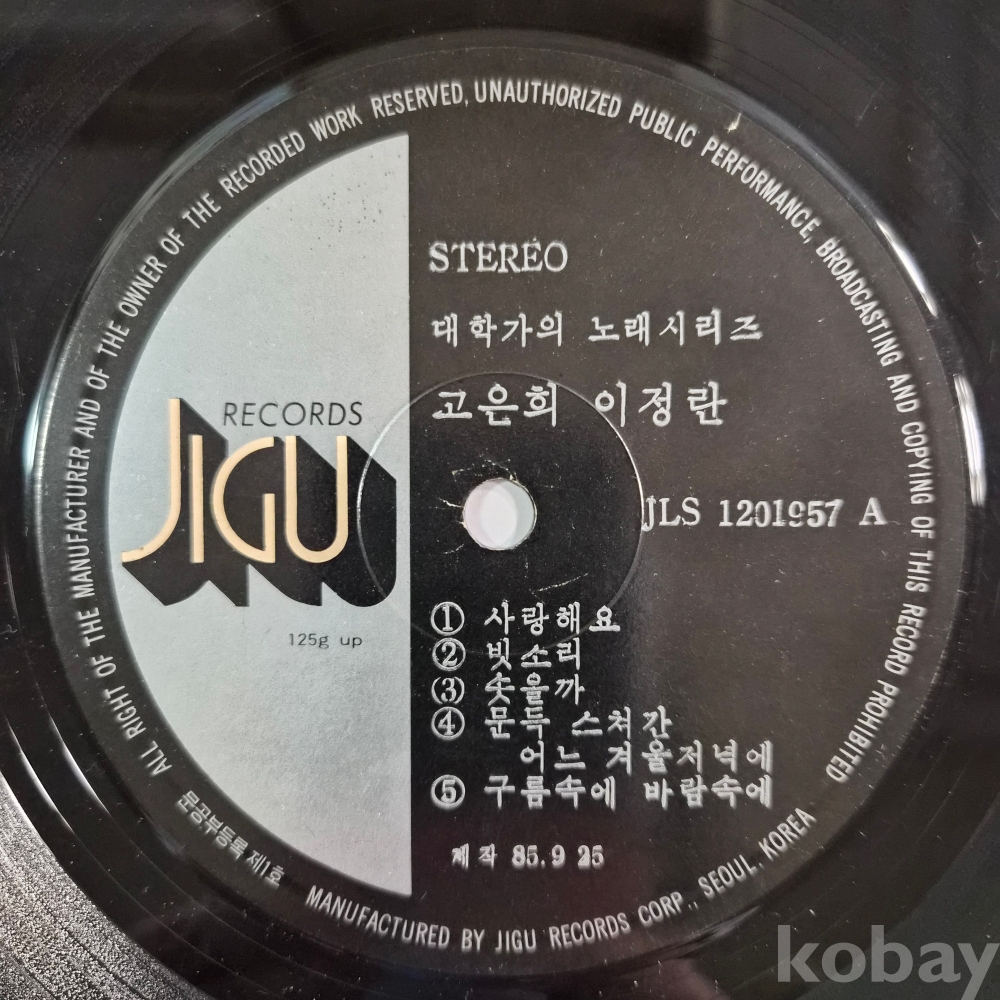 ALL RIGHT OF THE MANUFACTURER AND OF THE OWNER OF THE RECORDED WORK RESERVED, UNAUTHORIZED PUBLIC PERFORMANCE, BROADCASTING AND COPYING OF THIS RECORD PROHIBITED
STEREO
대학가의 노래시리즈
고은희 이정란
RECORDS
JIGU
JLS 1201957 A
125g up
① 사랑해요
② 빗소리
③ 솟을까
④ 문득 스쳐간
어느 겨울저녁에
⑤ 구름속에 바람속에
제작 85.9 25
문공부등록 제1호
MANUFACTURED BY JIGU RECORDS CORP., SEOUL, KOREA
kobay